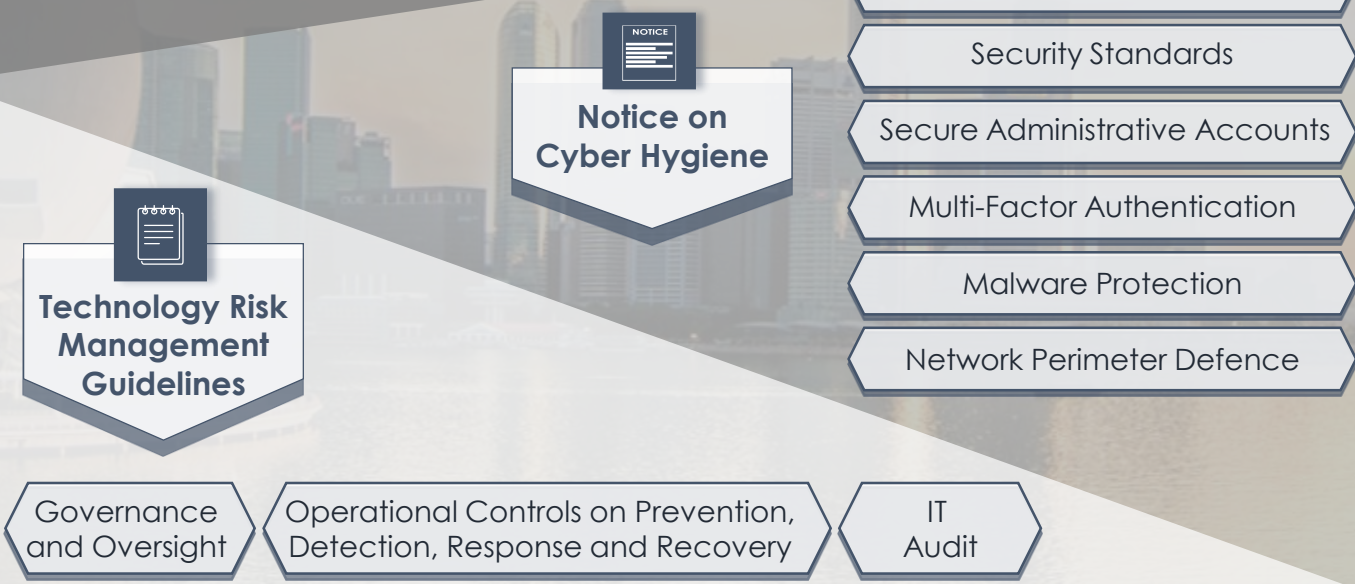 NOTICE
Notice on
Cyber Hygiene
Security Standards
Secure Administrative Accounts
Multi-Factor Authentication
Malware Protection
Network Perimeter Defence
Technology Risk
Management
Guidelines
Governance
and Oversight
Operational Controls on Prevention,
Detection, Response and Recovery
IT
Audit